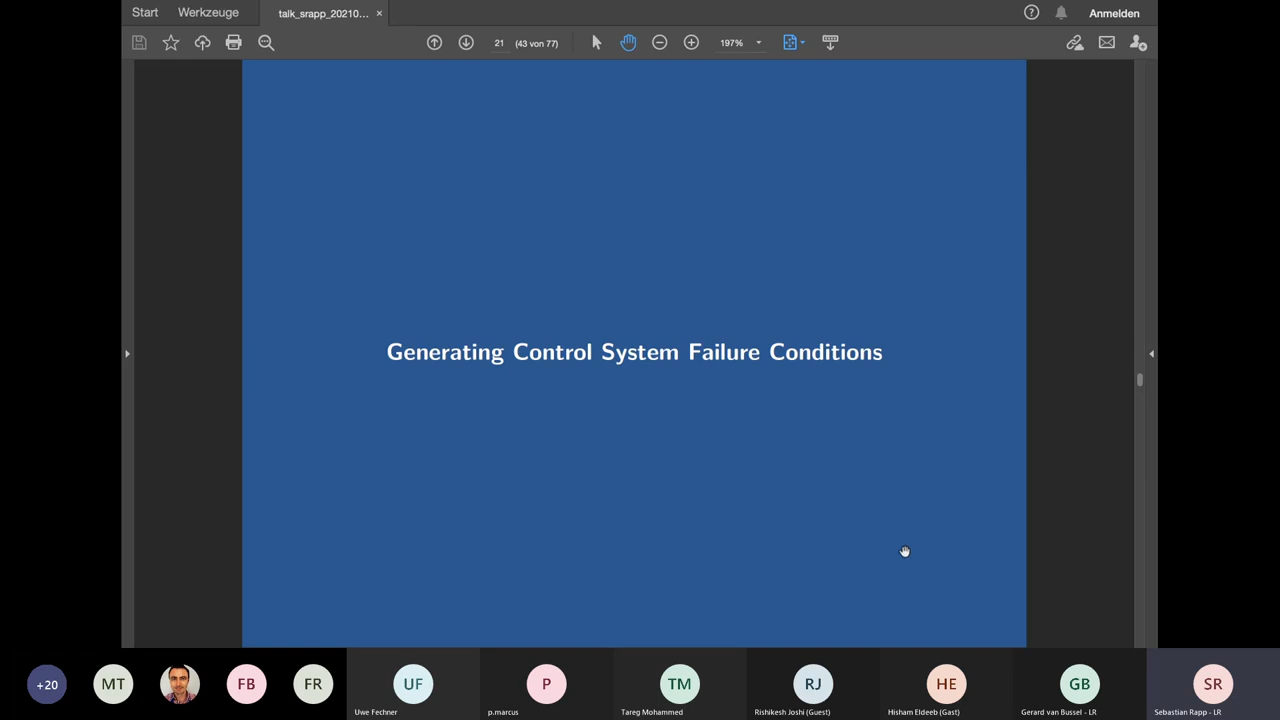 Start Werkzeuge talk_srapp_20210... × Anmelden
21 (43 von 77) 197%
Generating Control System Failure Conditions
+20 MT FB FR UF P TM RJ HE GB SR
Uwe Fechner p.marcus Tareg Mohammed Rishikesh Joshi (Guest) Hisham Eldeeb (Gast) Gerard van Bussel - LR Sebastian Rapp - LR